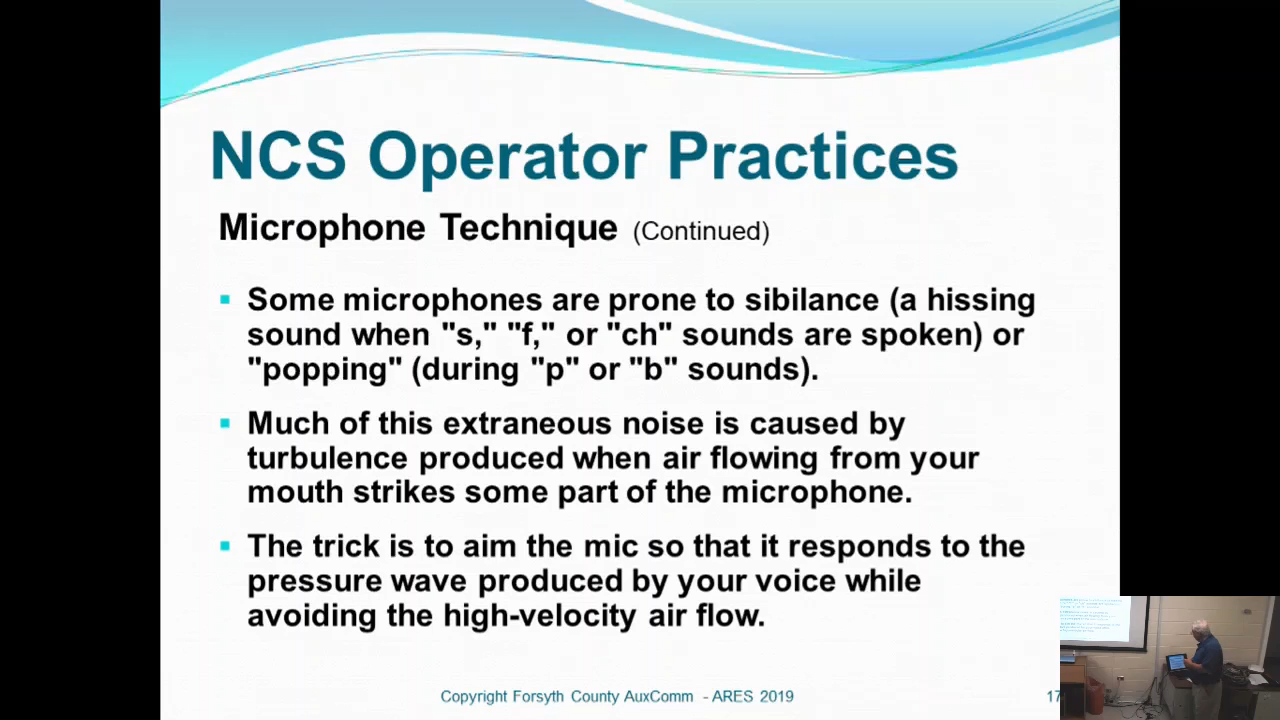 NCS Operator Practices
Microphone Technique (Continued)
▪ Some microphones are prone to sibilance (a hissing
sound when "s," "f," or "ch" sounds are spoken) or
"popping" (during "p" or "b" sounds).
▪ Much of this extraneous noise is caused by
turbulence produced when air flowing from your
mouth strikes some part of the microphone.
▪ The trick is to aim the mic so that it responds to the
pressure wave produced by your voice while
avoiding the high-velocity air flow.
Copyright Forsyth County AuxComm - ARES 2019
17